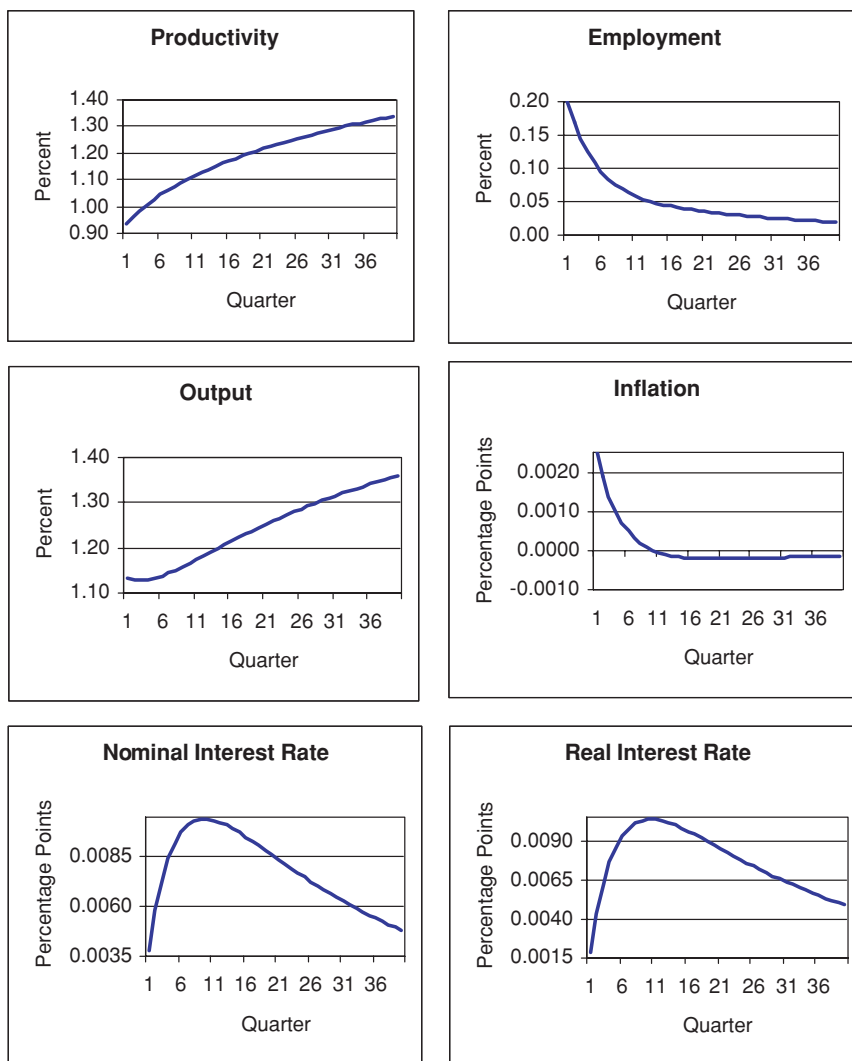 Productivity
Percent
1.40
1.30
1.20
1.10
1.00
0.90
1 6 11 16 21 26 31 36
Quarter
Employment
Percent
0.20
0.15
0.10
0.05
0.00
1 6 11 16 21 26 31 36
Quarter
Output
Percent
1.40
1.30
1.20
1.10
1 6 11 16 21 26 31 36
Quarter
Inflation
Percentage Points
0.0020
0.0010
0.0000
-0.0010
1 6 11 16 21 26 31 36
Quarter
Nominal Interest Rate
Percentage Points
0.0085
0.0060
0.0035
1 6 11 16 21 26 31 36
Quarter
Real Interest Rate
Percentage Points
0.0090
0.0065
0.0040
0.0015
1 6 11 16 21 26 31 36
Quarter